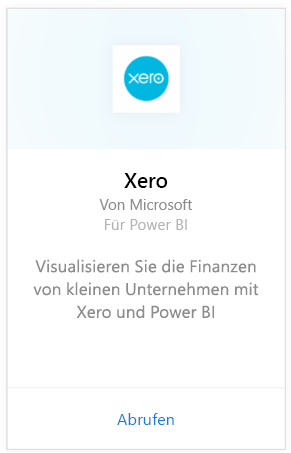 xero
Xero
Von Microsoft
Für Power BI
Visualisieren Sie die Finanzen
von kleinen Unternehmen mit
Xero und Power BI
Abrufen